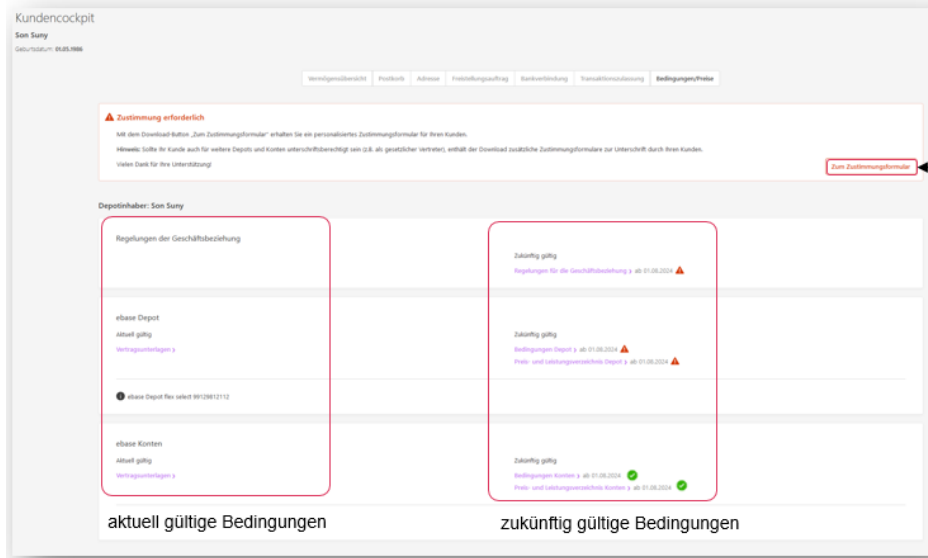 Kundencockpit
Son Suny
Geburtsdatum: 01.05.1986
Vermögensübersicht Postkorb Adresse Freistellungsauftrag Bankverbindung Transaktionszulassung Bedingungen/Preise
Zustimmung erforderlich
Mit dem Download-Button „Zum Zustimmungsformular" erhalten Sie ein personalisiertes Zustimmungsformular für Ihren Kunden.
Hinweis: Sollte Ihr Kunde auch für weitere Depots und Konten unterschriftsberechtigt sein (z.B. als gesetzlicher Vertreter), enthält der Download zusätzliche Zustimmungsformulare zur Unterschrift durch Ihren Kunden.
Vielen Dank für Ihre Unterstützung!
Zum Zustimmungsformular
Depotinhaber: Son Suny
Regelungen der Geschäftsbeziehung
Zukünftig gültig
Regelungen für die Geschäftsbeziehung › ab 01.08.2024
ebase Depot
Aktuell gültig
Vertragsunterlagen ›
Zukünftig gültig
Bedingungen Depot › ab 01.08.2024
Preis- und Leistungsverzeichnis Depot › ab 01.08.2024
ebase Depot flex select 99129812112
ebase Konten
Aktuell gültig
Vertragsunterlagen ›
Zukünftig gültig
Bedingungen Konten › ab 01.08.2024
Preis- und Leistungsverzeichnis Konten › ab 01.08.2024
aktuell gültige Bedingungen
zukünftig gültige Bedingungen